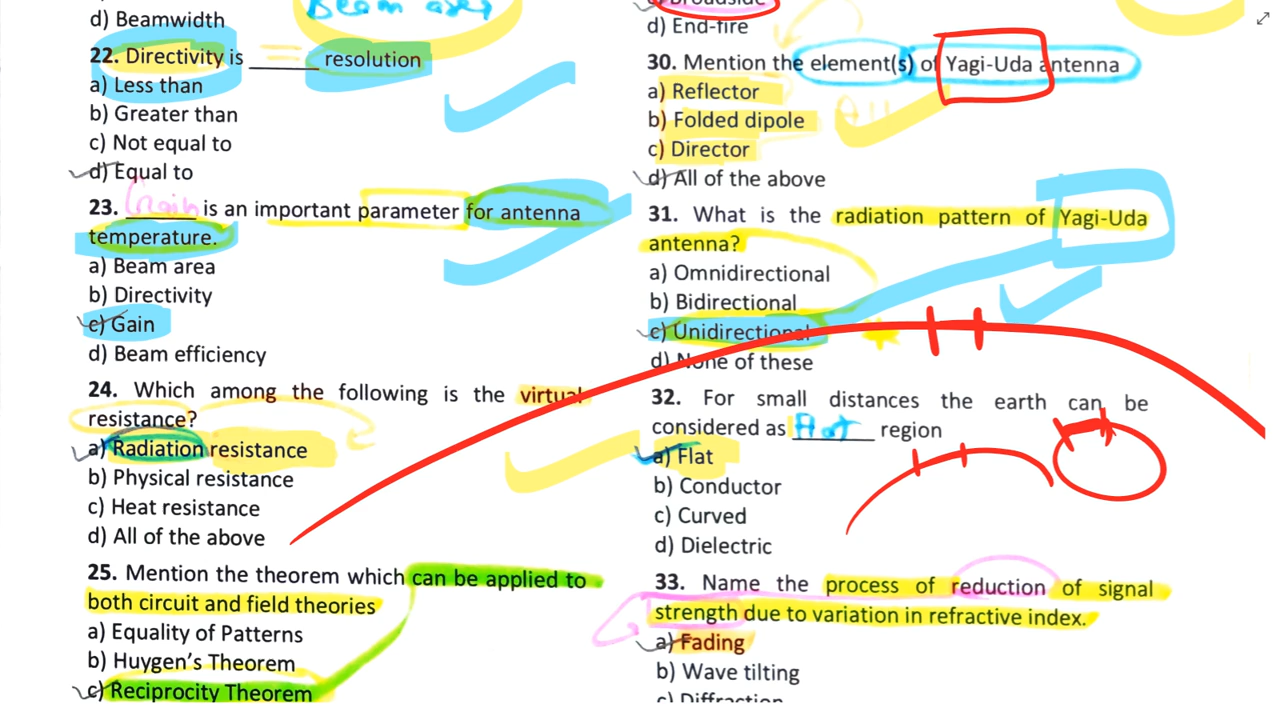 d) Beamwidth
Beam area
22. Directivity is ______ resolution
a) Less than
b) Greater than
c) Not equal to
d) Equal to
23. Gain is an important parameter for antenna
temperature.
a) Beam area
b) Directivity
c) Gain
d) Beam efficiency
24. Which among the following is the virtual
resistance?
a) Radiation resistance
b) Physical resistance
c) Heat resistance
d) All of the above
25. Mention the theorem which can be applied to
both circuit and field theories
a) Equality of Patterns
b) Huygen's Theorem
c) Reciprocity Theorem
c) Broadside
d) End-fire
30. Mention the element(s) of Yagi-Uda antenna
a) Reflector
All
b) Folded dipole
c) Director
d) All of the above
31. What is the radiation pattern of Yagi-Uda
antenna?
a) Omnidirectional
b) Bidirectional
c) Unidirectional
d) None of these
32. For small distances the earth can be
considered as Flat region
a) Flat
b) Conductor
c) Curved
d) Dielectric
33. Name the process of reduction of signal
strength due to variation in refractive index.
a) Fading
b) Wave tilting
c) Diffraction